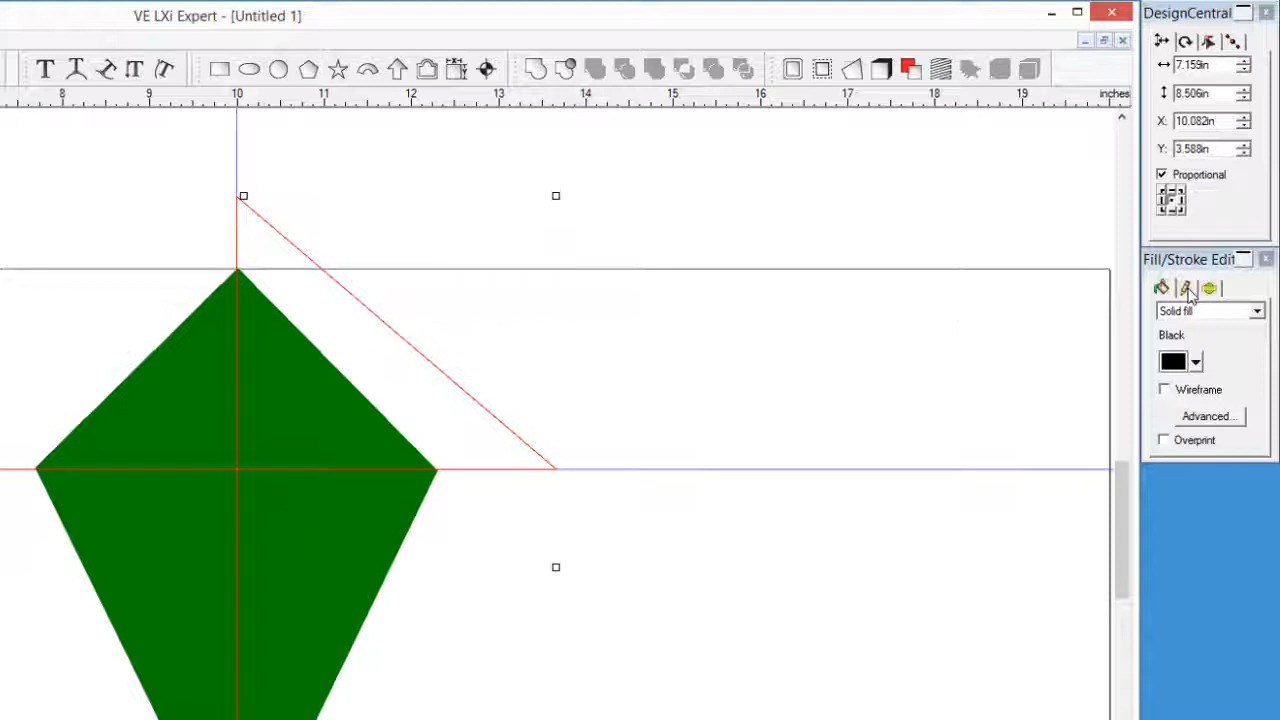 VE LXi Expert - [Untitled 1]
DesignCentral
7.159in
8.506in
X: 10.082in
Y: 3.588in
Proportional
8 9 10 11 12 13 14 15 16 17 18 19 inches
Fill/Stroke Edit
Solid fill
Black
Wireframe
Advanced...
Overprint